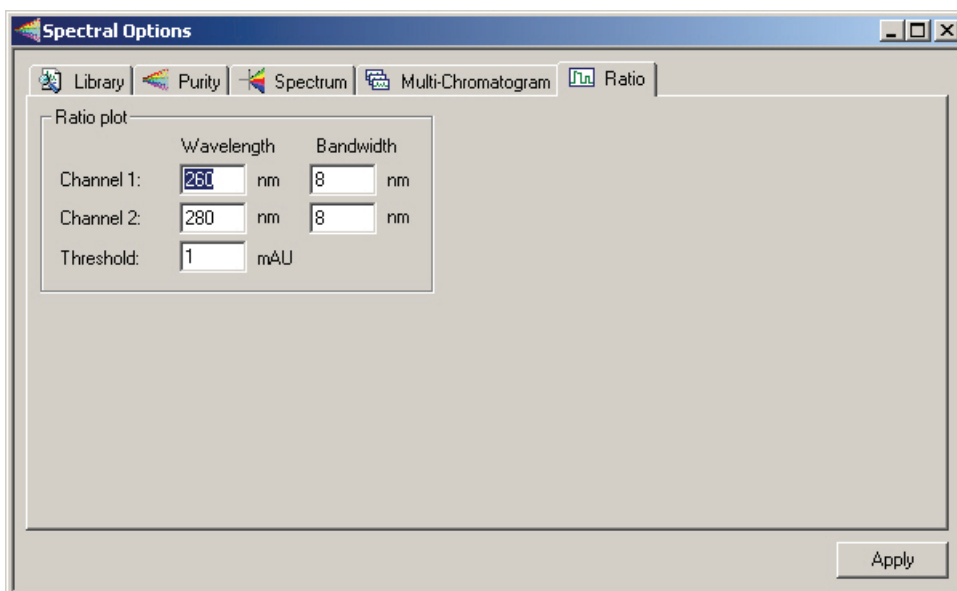 Spectral Options
Library Purity Spectrum Multi-Chromatogram Ratio
Ratio plot
Wavelength Bandwidth
Channel 1: 260 nm 8 nm
Channel 2: 280 nm 8 nm
Threshold: 1 mAU
Apply